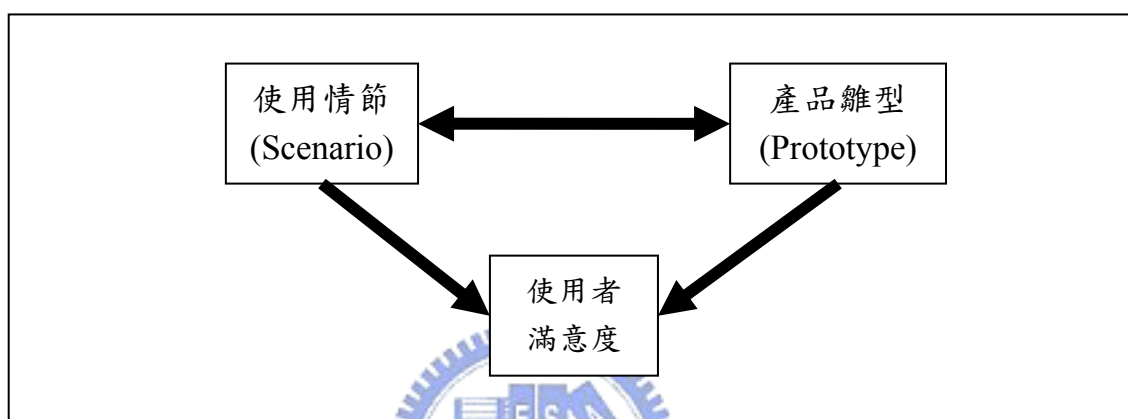 使用情節
(Scenario)
產品雛型
(Prototype)
使用者
滿意度